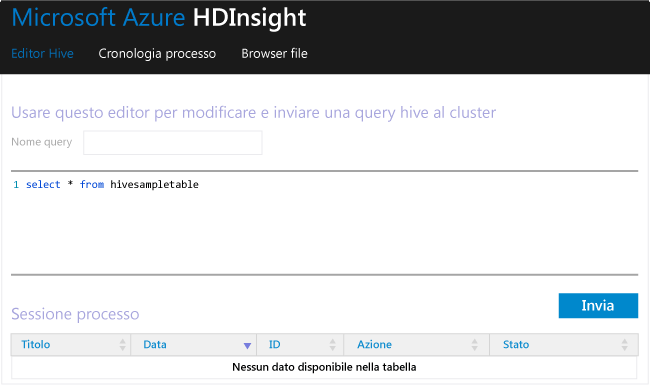 Microsoft Azure HDInsight
Editor Hive Cronologia processo Browser file
Usare questo editor per modificare e inviare una query hive al cluster
Nome query
1 select * from hivesampletable
Invia
Sessione processo
Titolo Data ID Azione Stato
Nessun dato disponibile nella tabella